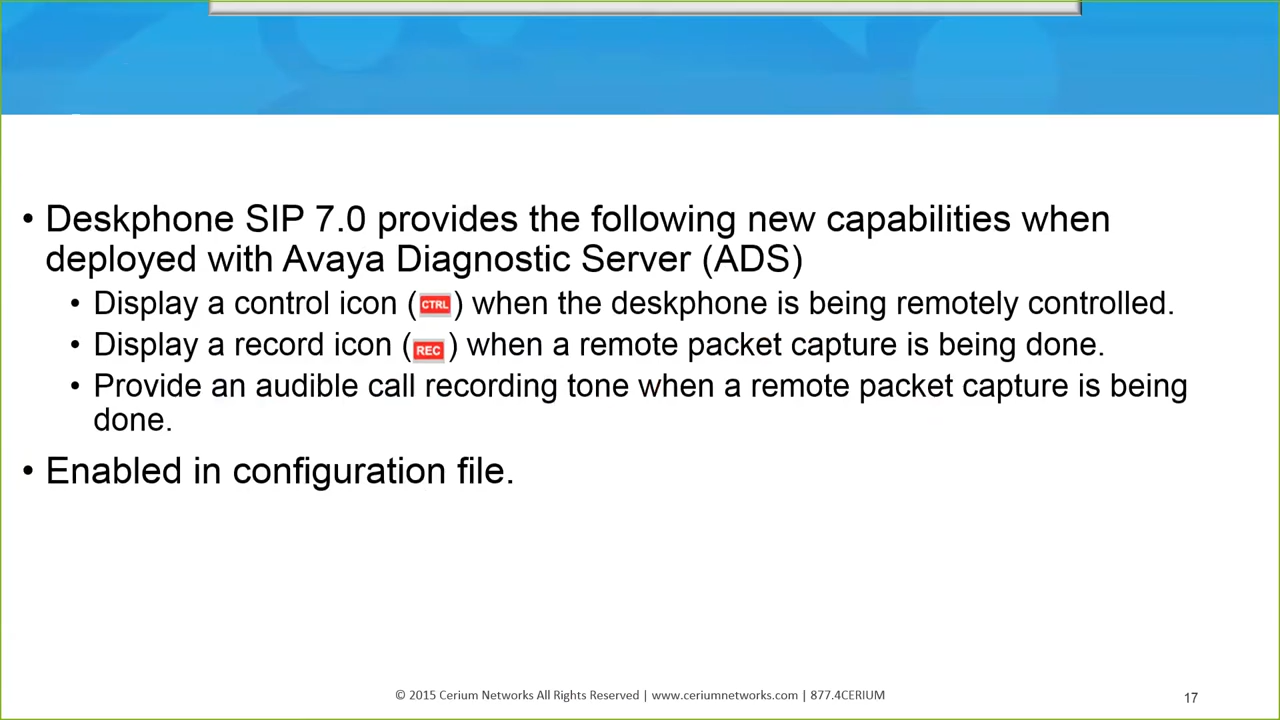 • Deskphone SIP 7.0 provides the following new capabilities when
deployed with Avaya Diagnostic Server (ADS)
• Display a control icon (CTRL) when the deskphone is being remotely controlled.
• Display a record icon (REC) when a remote packet capture is being done.
• Provide an audible call recording tone when a remote packet capture is being
done.
• Enabled in configuration file.
© 2015 Cerium Networks All Rights Reserved | www.ceriumnetworks.com | 877.4CERIUM
17